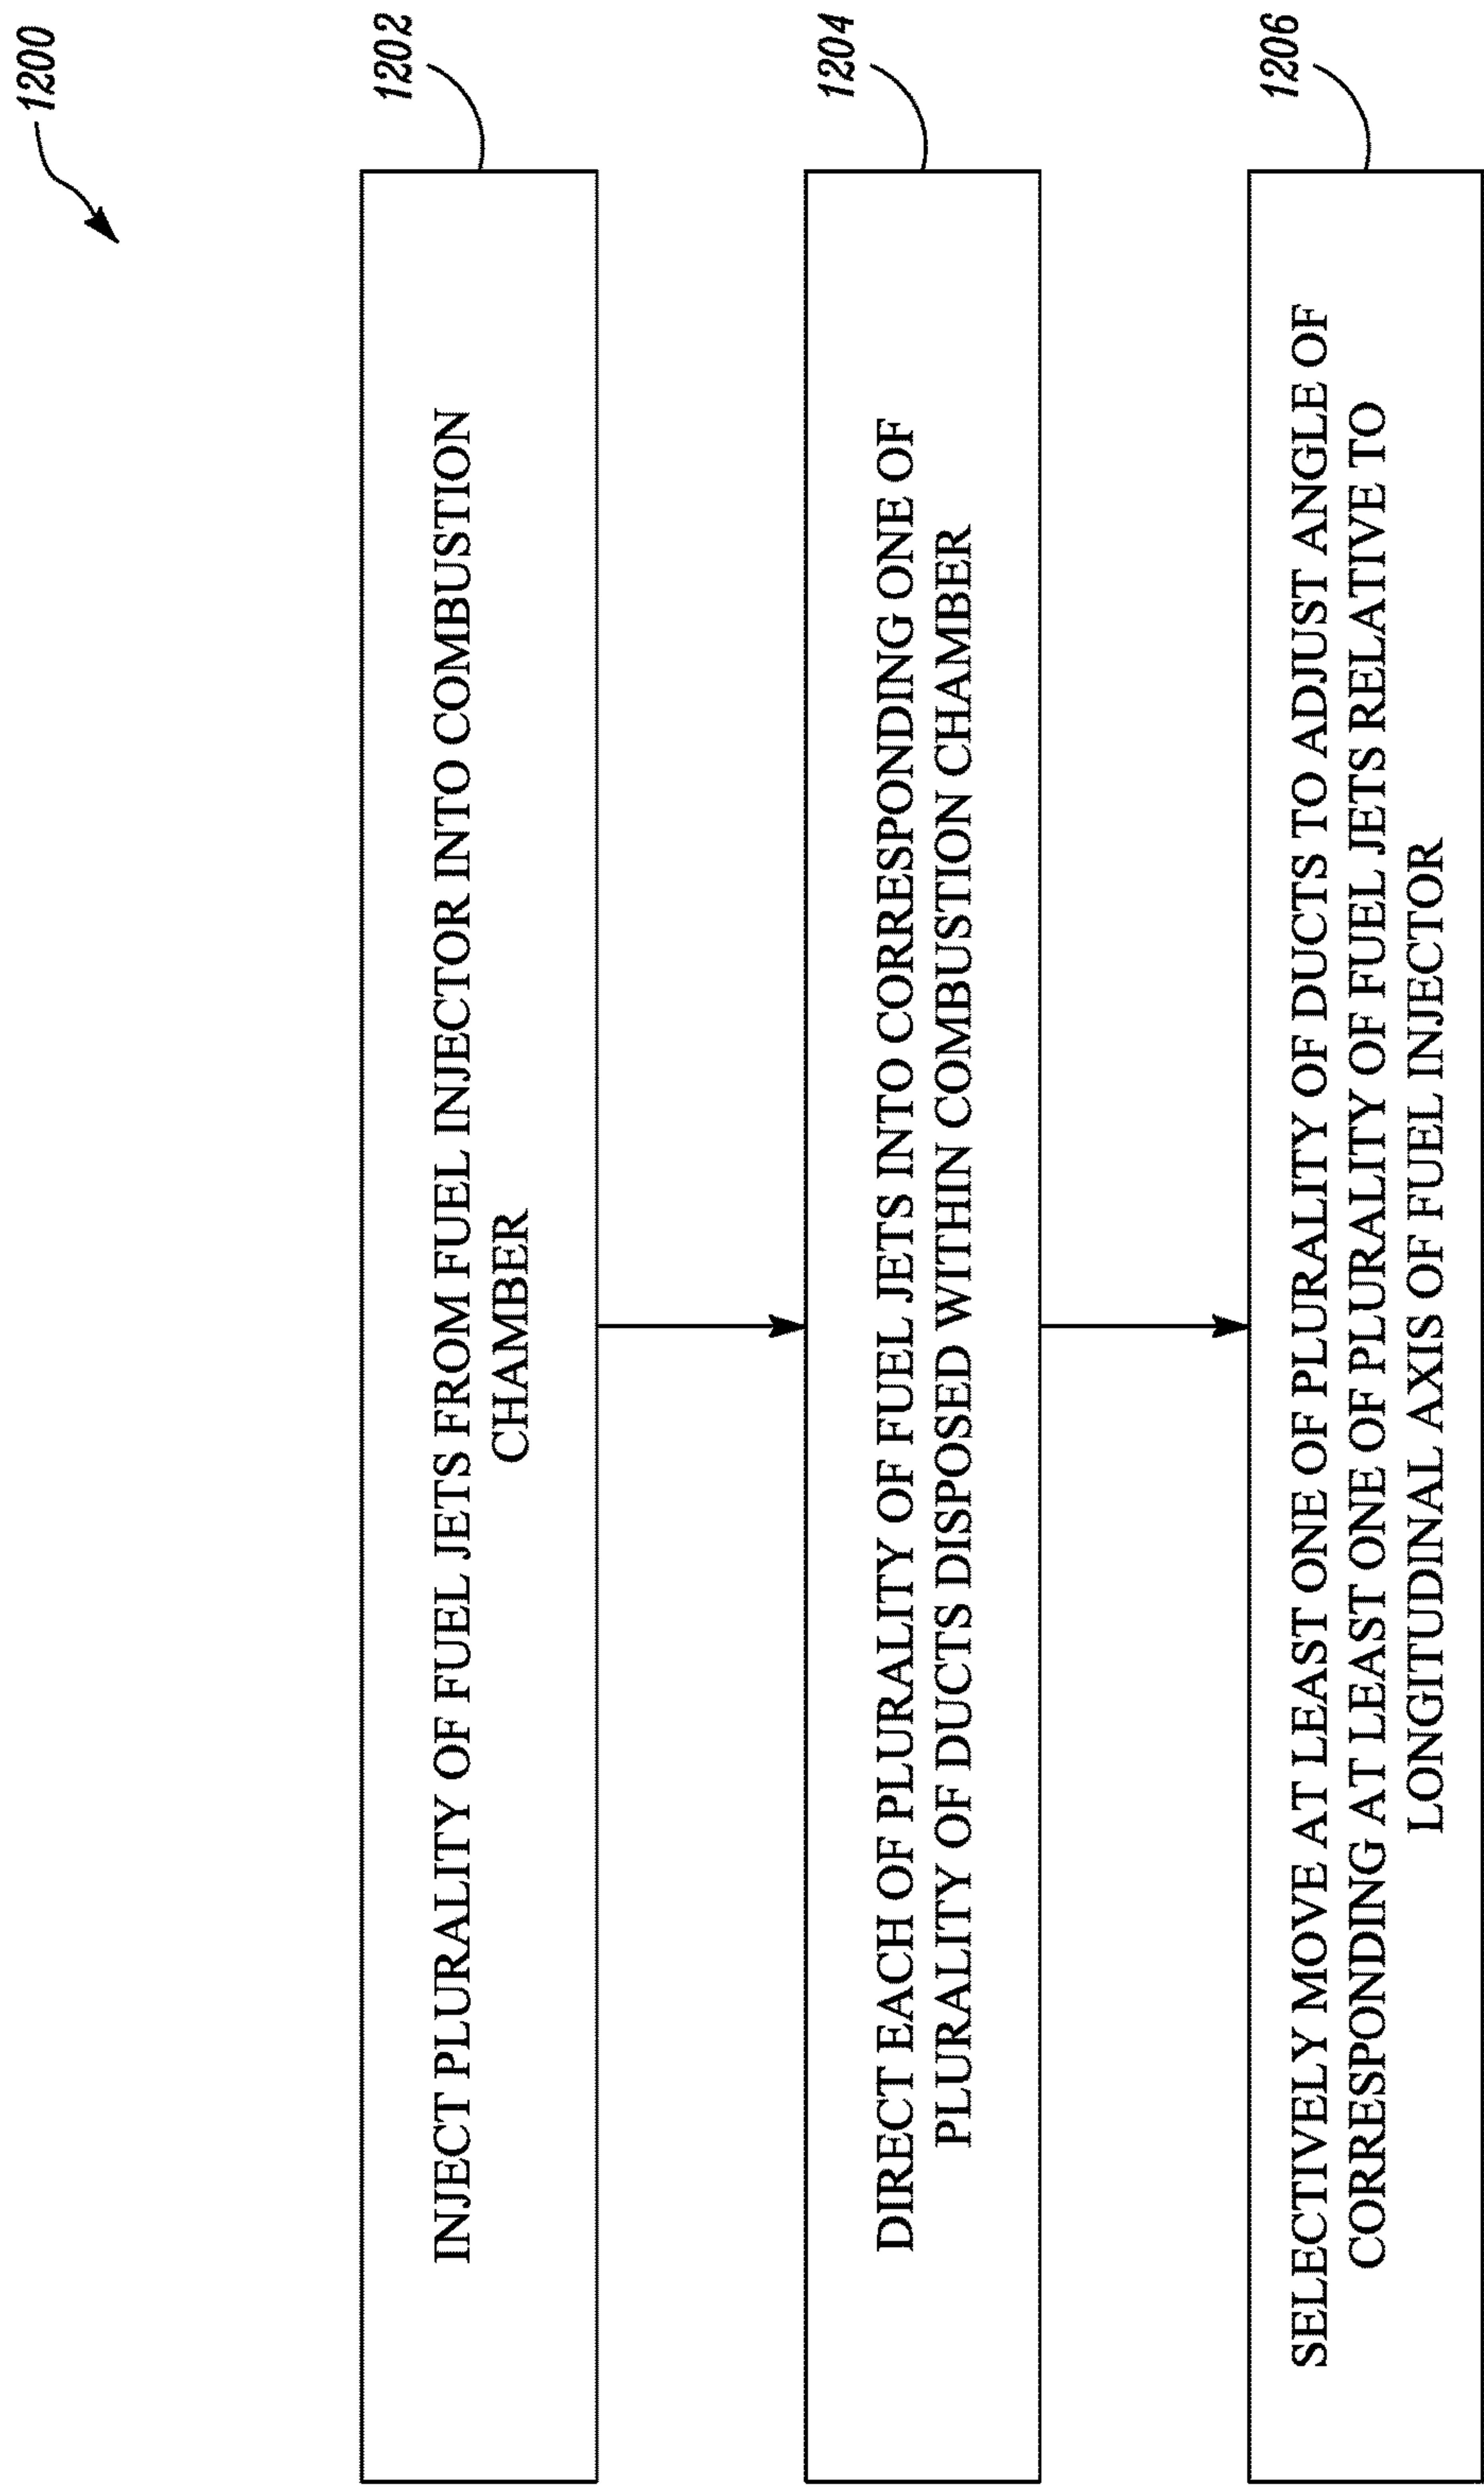 1200
1202
INJECT PLURALITY OF FUEL JETS FROM FUEL INJECTOR INTO COMBUSTION
CHAMBER
1204
DIRECT EACH OF PLURALITY OF FUEL JETS INTO CORRESPONDING ONE OF
PLURALITY OF DUCTS DISPOSED WITHIN COMBUSTION CHAMBER
1206
SELECTIVELY MOVE AT LEAST ONE OF PLURALITY OF DUCTS TO ADJUST ANGLE OF
CORRESPONDING AT LEAST ONE OF PLURALITY OF FUEL JETS RELATIVE TO
LONGITUDINAL AXIS OF FUEL INJECTOR